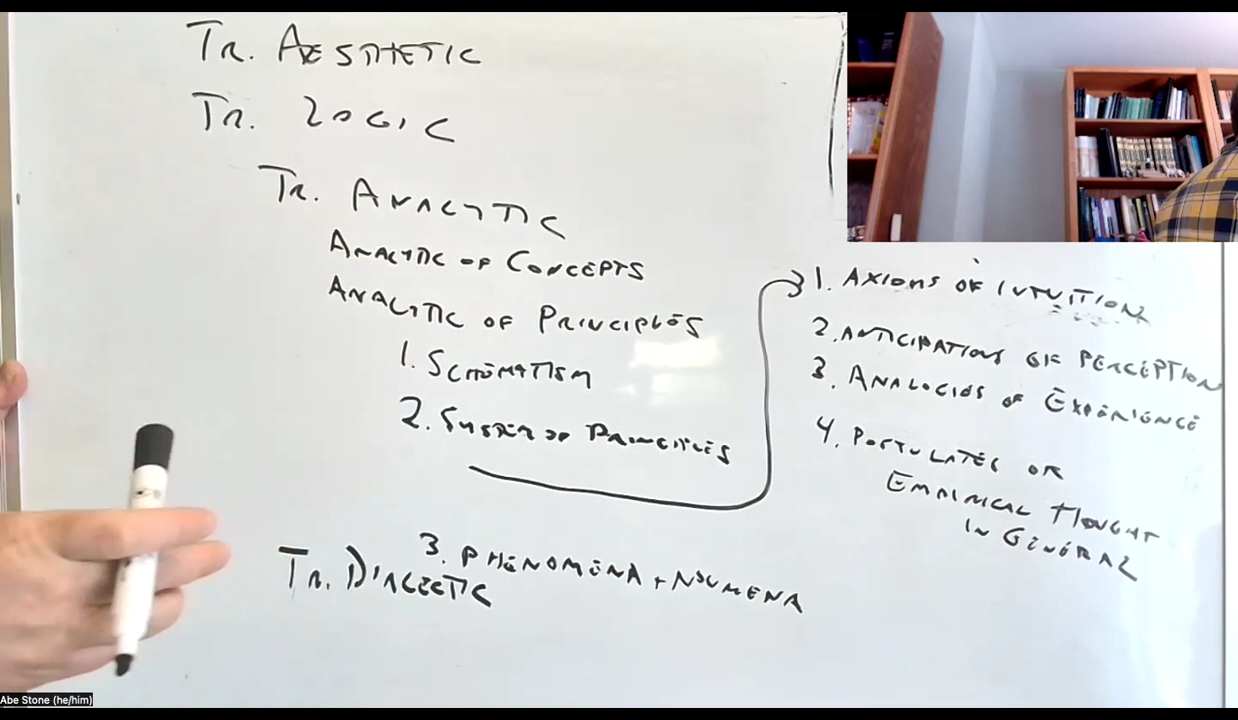 Tr. AESTHETIC
Tr. LOGIC
Tr. ANALYTIC
ANALYTIC OF CONCEPTS
ANALYTIC OF PRINCIPLES
1. SCHEMATISM
2. SYSTEM OF PRINCIPLES
1. AXIOMS OF INTUITION
2. ANTICIPATIONS OF PERCEPTION
3. ANALOGIES OF EXPERIENCE
4. POSTULATES OF
EMPIRICAL THOUGHT
IN GENERAL
3. PHENOMENA + NOUMENA
Tr. DIALECTIC
Abe Stone (he/him)